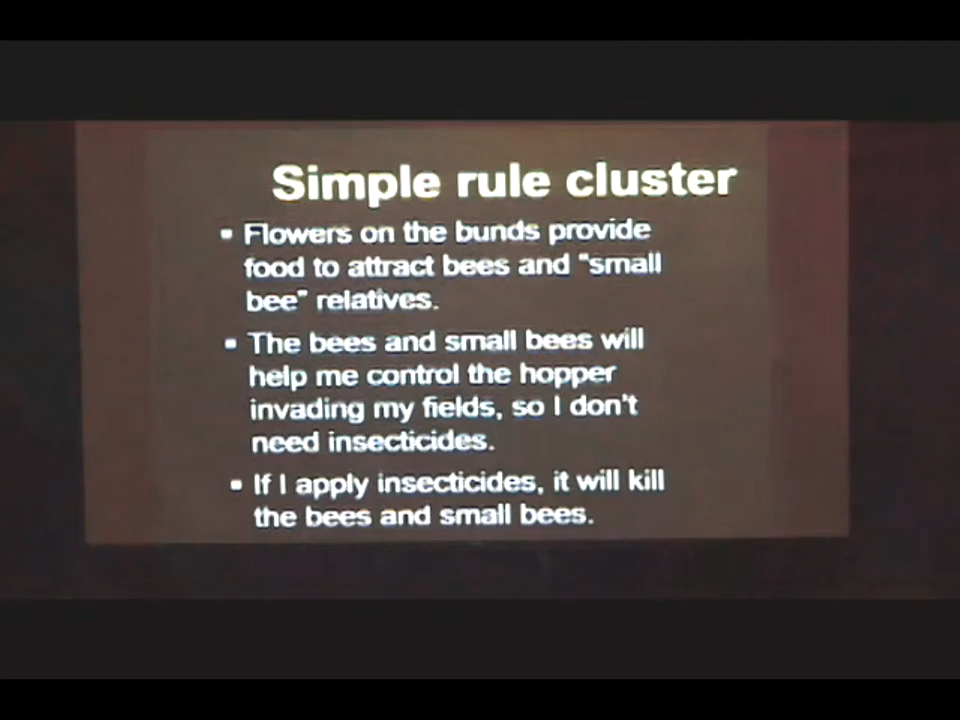 Simple rule cluster
▪ Flowers on the bunds provide
food to attract bees and "small
bee" relatives.
▪ The bees and small bees will
help me control the hopper
invading my fields, so I don't
need insecticides.
▪ If I apply insecticides, it will kill
the bees and small bees.